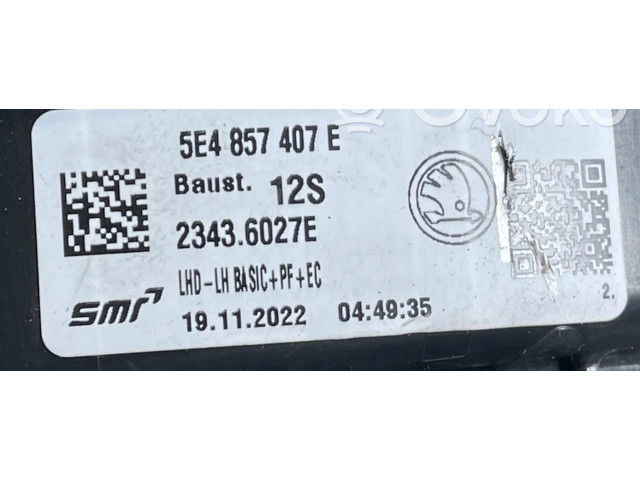 5E4 857 407 E
Baust. 12S
2343.6027E
LHD-LH BASIC+PF+EC
smr
19.11.2022 04:49:35
2.